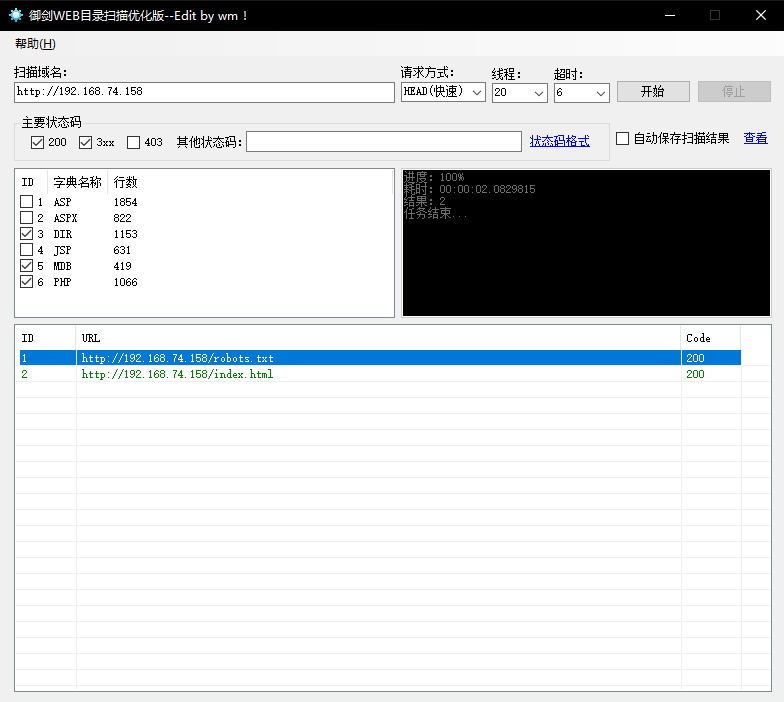 御剑WEB目录扫描优化版--Edit by wm！
帮助(H)
扫描域名: 请求方式: 线程: 超时:
http://192.168.74.158 HEAD(快速) 20 6 开始 停止
主要状态码
200 3xx 403 其他状态码: 状态码格式 自动保存扫描结果 查看
ID 字典名称 行数
1 ASP 1854
2 ASPX 822
3 DIR 1153
4 JSP 631
5 MDB 419
6 PHP 1066
进度: 100%
耗时: 00:00:02.0829815
结果: 2
任务结束...
ID URL Code
1 http://192.168.74.158/robots.txt 200
2 http://192.168.74.158/index.html 200